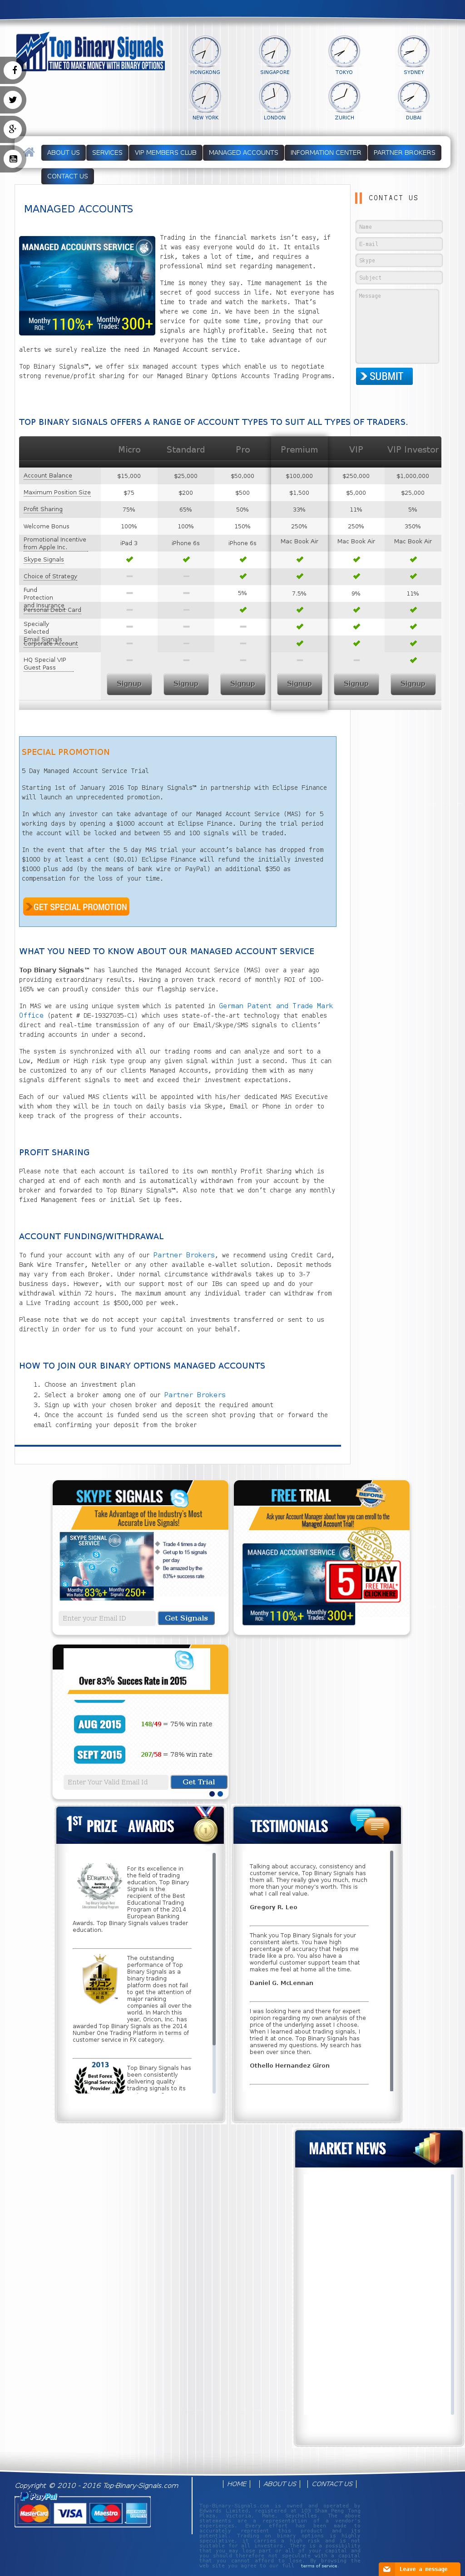 Top Binary Signals
TIME TO MAKE MONEY WITH BINARY OPTIONS
HONGKONG
SINGAPORE
TOKYO
SYDNEY
NEW YORK
LONDON
ZURICH
DUBAI
ABOUT US
SERVICES
VIP MEMBERS CLUB
MANAGED ACCOUNTS
INFORMATION CENTER
PARTNER BROKERS
CONTACT US
CONTACT US
Name
E-mail
Skype
Subject
Message
SUBMIT
MANAGED ACCOUNTS
MANAGED ACCOUNTS SERVICE
Monthly ROI: 110%+ Monthly Trades: 300+
Trading in the financial markets isn’t easy, if
it was easy everyone would do it. It entails
risk, takes a lot of time, and requires a
professional mind set regarding management.
Time is money they say. Time management is the
secret of good success in life. Not everyone has
time to trade and watch the markets. That’s
where we come in. We have been in the signal
service for quite some time, proving that our
signals are highly profitable. Seeing that not
everyone has the time to take advantage of our
alerts we surely realize the need in Managed Account service.
Top Binary Signals™, we offer six managed account types which enable us to negotiate
strong revenue/profit sharing for our Managed Binary Options Accounts Trading Programs.
TOP BINARY SIGNALS OFFERS A RANGE OF ACCOUNT TYPES TO SUIT ALL TYPES OF TRADERS.
Micro Standard Pro Premium VIP VIP Investor
Account Balance $15,000 $25,000 $50,000 $100,000 $250,000 $1,000,000
Maximum Position Size $75 $200 $500 $1,500 $5,000 $25,000
Profit Sharing 75% 65% 50% 33% 11% 5%
Welcome Bonus 100% 100% 150% 250% 250% 350%
Promotional Incentive from Apple Inc. iPad 3 iPhone 6s iPhone 6s Mac Book Air Mac Book Air Mac Book Air
Skype Signals
Choice of Strategy
Fund Protection and Insurance 5% 7.5% 9% 11%
Personal Debit Card
Specially Selected Email Signals
Corporate Account
HQ Special VIP Guest Pass
Signup Signup Signup Signup Signup Signup
SPECIAL PROMOTION
5 Day Managed Account Service Trial
Starting 1st of January 2016 Top Binary Signals™ in partnership with Eclipse Finance
will launch an unprecedented promotion.
In which any investor can take advantage of our Managed Account Service (MAS) for 5
working days by opening a $1000 account at Eclipse Finance. During the trial period
the account will be locked and between 55 and 100 signals will be traded.
In the event that after the 5 day MAS trial your account’s balance has dropped from
$1000 by at least a cent ($0.01) Eclipse Finance will refund the initially invested
$1000 plus add (by the means of bank wire or PayPal) an additional $350 as
compensation for the loss of your time.
GET SPECIAL PROMOTION
WHAT YOU NEED TO KNOW ABOUT OUR MANAGED ACCOUNT SERVICE
Top Binary Signals™ has launched the Managed Account Service (MAS) over a year ago
providing extraordinary results. Having a proven track record of monthly ROI of 100-
165% we can proudly consider this our flagship service.
In MAS we are using unique system which is patented in German Patent and Trade Mark
Office (patent # DE-19327035-C1) which uses state-of-the-art technology that enables
direct and real-time transmission of any of our Email/Skype/SMS signals to clients’
trading accounts in under a second.
The system is synchronized with all our trading rooms and can analyze and sort a
Low, Medium or High risk type group any given signal within just a second. Thus it can
be customized to any of our clients Managed Accounts, providing them with as many
signals different signals to meet and exceed their investment expectations.
Each of our valued MAS clients will be appointed with his/her dedicated MAS Executive
with whom they will be in touch on daily basis via Skype, Email or Phone in order to
keep track of the progress of their accounts.
PROFIT SHARING
Please note that each account is tailored to its own monthly Profit Sharing which is
charged at end of each month and is automatically withdrawn from your account by the
broker and forwarded to Top Binary Signals™. Also note that we don’t charge any monthly
fixed Management fees or initial Set Up fees.
ACCOUNT FUNDING/WITHDRAWAL
To fund your account with any of our Partner Brokers, we recommend using Credit Card,
Bank Wire Transfer, Neteller or any other available e-wallet solution. Deposit methods
may vary from each Broker. Under normal circumstance withdrawals takes up to 3-7
business days. However, with our support most of our IBs can speed up and do your
withdrawal within 72 hours. The maximum amount any individual trader can withdraw from
a Live Trading account is $500,000 per week.
Please note that we do not accept your capital investments transferred or sent to us
directly in order for us to fund your account on your behalf.
HOW TO JOIN OUR BINARY OPTIONS MANAGED ACCOUNTS
1. Choose an investment plan
2. Select a broker among one of our Partner Brokers
3. Sign up with your chosen broker and deposit the required amount
4. Once the account is funded send us the screen shot proving that or forward the
email confirming your deposit from the broker
SKYPE SIGNALS
Take Advantage of the Industry's Most
Accurate Live Signals!
SKYPE SIGNAL SERVICE
Monthly Win Ratio: 83%+ Monthly Signals: 250+
Trade 4 times a day
Get up to 15 signals per day
Be amazed by the 83%+ success rate
Enter your Email ID
Get Signals
FREE TRIAL
BEFORE
Ask your Account Manager about how you can enroll to the
Managed Account Trial!
MANAGED ACCOUNT SERVICE
5 DAY
FREE TRIAL*
CLICK HERE
Monthly ROI: 110%+ Monthly Trades: 300+
Over 83% Succes Rate in 2015
AUG 2015 148/49 = 75% win rate
SEPT 2015 207/58 = 78% win rate
Enter Your Valid Email Id
Get Trial
1ST PRIZE AWARDS
For its excellence in
the field of trading
education, Top Binary
Signals is the
recipient of the Best
Educational Trading
Program of the 2014
European Banking
Awards. Top Binary Signals values trader
education.
The outstanding
performance of Top
Binary Signals as a
binary trading
platform does not fail
to get the attention of
major ranking
companies all over the
world. In March this
year, Oricon, Inc. has
awarded Top Binary Signals as the 2014
Number One Trading Platform in terms of
customer service in FX category.
2013
Best Forex
Signal Service
Provider
Top Binary Signals has
been consistently
delivering quality
trading signals to its
TESTIMONIALS
Talking about accuracy, consistency and
customer service, Top Binary Signals has
them all. They really give you much, much
more than your money's worth. This is
what I call real value.
Gregory R. Leo
Thank you Top Binary Signals for your
consistent alerts. You have high
percentage of accuracy that helps me
trade like a pro. You also have a
wonderful customer support team that
makes me feel at home all the time.
Daniel G. McLennan
I was looking here and there for expert
opinion regarding my own analysis of the
price of the underlying asset I choose.
When I learned about trading signals, I
tried it at once. Top Binary Signals has
answered my questions. My search has
been over since then.
Othello Hernandez Giron
MARKET NEWS
Copyright © 2010 - 2016 Top-Binary-Signals.com
PayPal
MasterCard VISA Maestro AMERICAN EXPRESS
HOME
ABOUT US
CONTACT US
terms of service
Leave a message